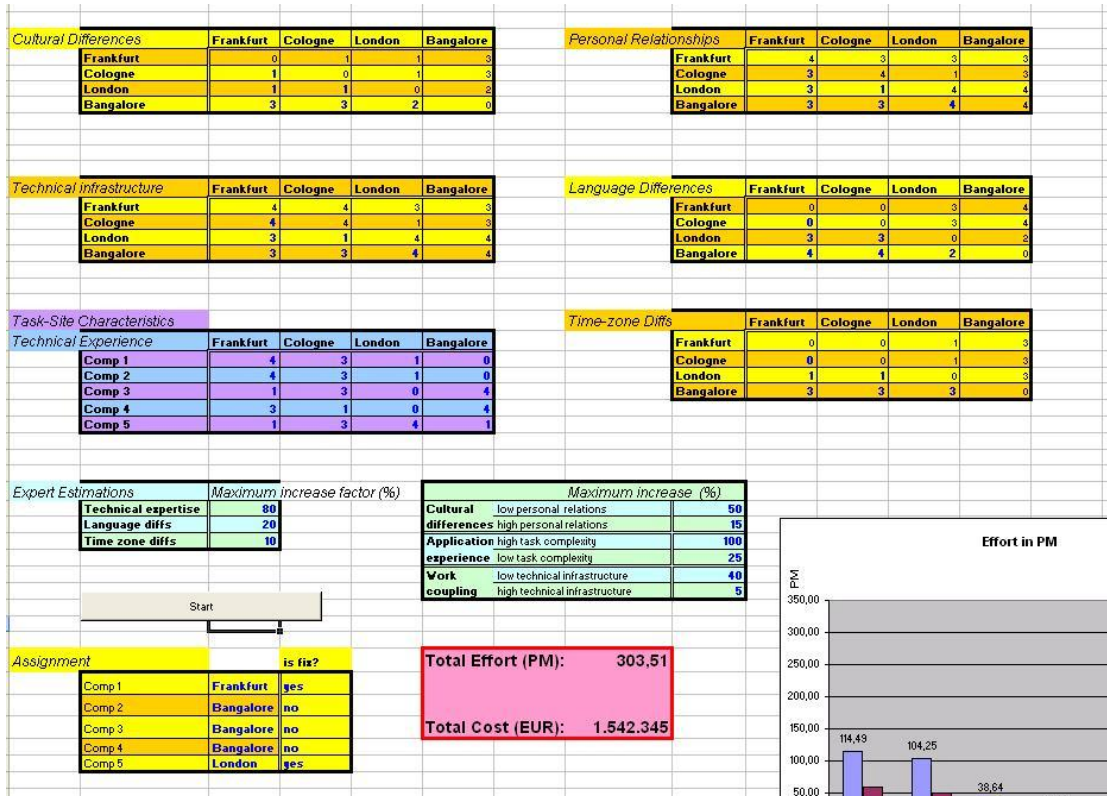 Cultural Differences Frankfurt Cologne London Bangalore
Frankfurt 0 1 1 3
Cologne 1 0 1 3
London 1 1 0 2
Bangalore 3 3 2 0
Personal Relationships Frankfurt Cologne London Bangalore
Frankfurt 4 3 3 3
Cologne 3 4 1 3
London 3 1 4 4
Bangalore 3 3 4 4
Technical infrastructure Frankfurt Cologne London Bangalore
Frankfurt 4 4 3 3
Cologne 4 4 1 3
London 3 1 4 4
Bangalore 3 3 4 4
Language Differences Frankfurt Cologne London Bangalore
Frankfurt 0 0 3 4
Cologne 0 0 3 4
London 3 3 0 2
Bangalore 4 4 2 0
Task-Site Characteristics
Technical Experience Frankfurt Cologne London Bangalore
Comp 1 4 3 1 0
Comp 2 4 3 1 0
Comp 3 1 3 0 4
Comp 4 3 1 0 4
Comp 5 1 3 4 1
Time-zone Diffs Frankfurt Cologne London Bangalore
Frankfurt 0 0 1 3
Cologne 0 0 1 3
London 1 1 0 3
Bangalore 3 3 3 0
Expert Estimations Maximum increase factor (%)
Technical expertise 80
Language diffs 20
Time zone diffs 10
Maximum increase (%)
Cultural low personal relations 50
differences high personal relations 15
Application high task complexity 100
experience low task complexity 25
Work low technical infrastructure 40
coupling high technical infrastructure 5
Start
Assignment is fix?
Comp 1 Frankfurt yes
Comp 2 Bangalore no
Comp 3 Bangalore no
Comp 4 Bangalore no
Comp 5 London yes
Total Effort (PM): 303,51
Total Cost (EUR): 1.542.345
Effort in PM
PM
350,00
300,00
250,00
200,00
150,00
100,00
50,00
114,49
104,25
38,64